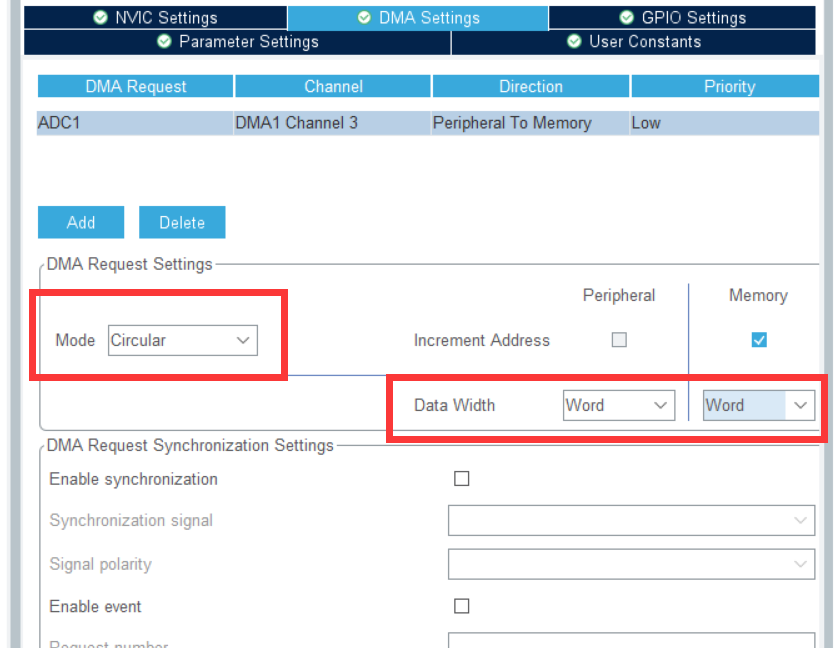 NVIC Settings DMA Settings GPIO Settings
Parameter Settings User Constants
DMA Request Channel Direction Priority
ADC1 DMA1 Channel 3 Peripheral To Memory Low
Add Delete
DMA Request Settings
Peripheral Memory
Mode Circular Increment Address
Data Width Word Word
DMA Request Synchronization Settings
Enable synchronization
Synchronization signal
Signal polarity
Enable event
Request number